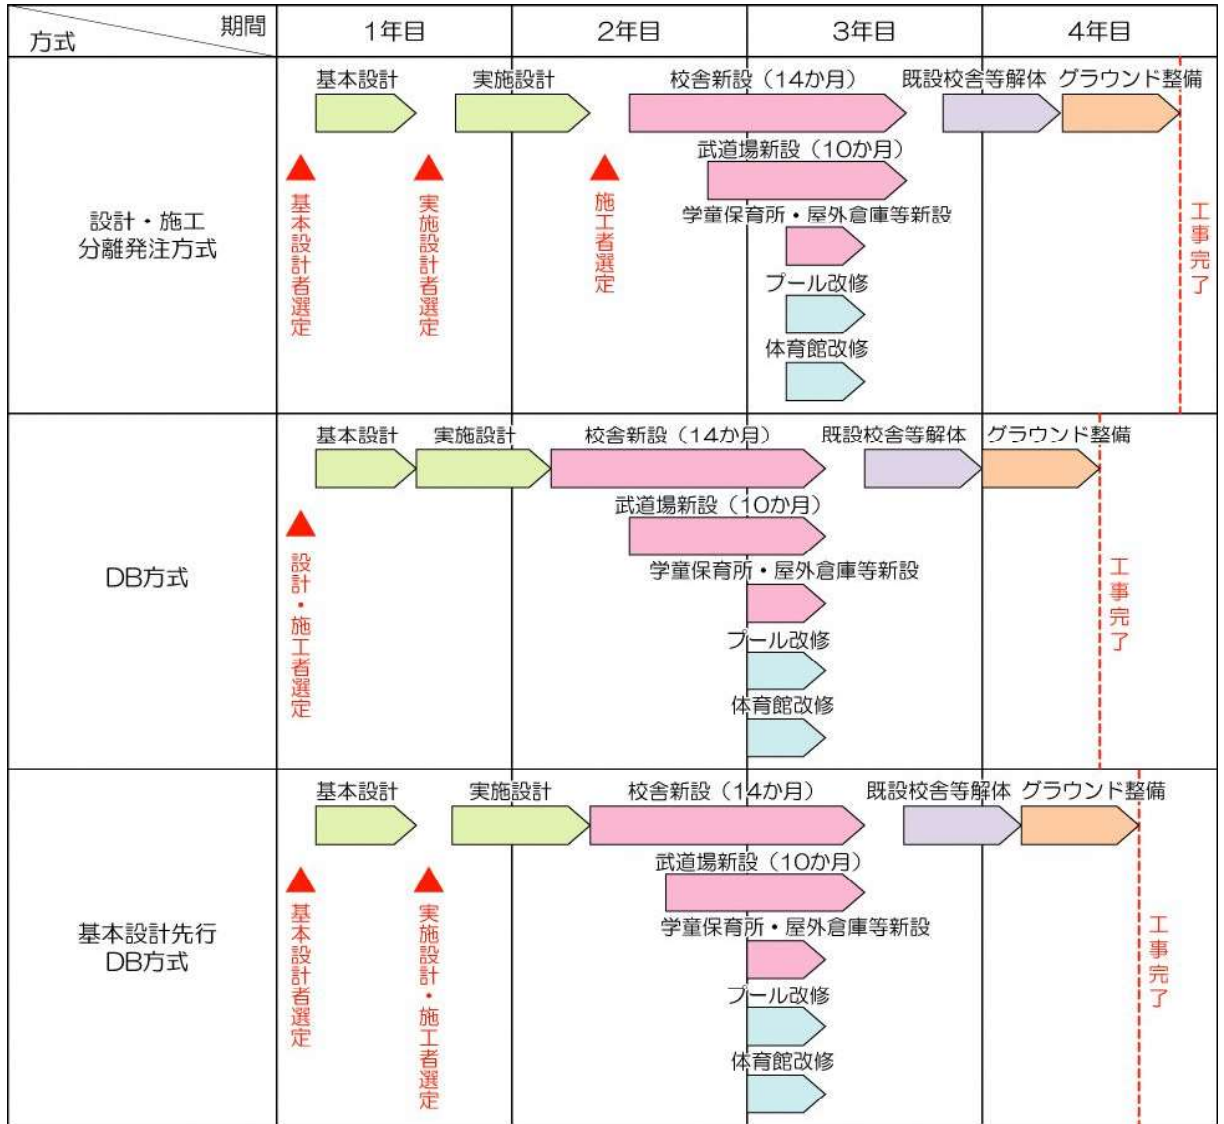 期間
方式
1年目
2年目
3年目
4年目
設計・施工
分離発注方式
基本設計
実施設計
校舎新設（14か月）
既設校舎等解体
グラウンド整備
武道場新設（10か月）
学童保育所・屋外倉庫等新設
プール改修
体育館改修
基本設計者選定
実施設計者選定
施工者選定
工事完了
DB方式
基本設計
実施設計
校舎新設（14か月）
既設校舎等解体
グラウンド整備
武道場新設（10か月）
学童保育所・屋外倉庫等新設
プール改修
体育館改修
設計・施工者選定
工事完了
基本設計先行
DB方式
基本設計
実施設計
校舎新設（14か月）
既設校舎等解体
グラウンド整備
武道場新設（10か月）
学童保育所・屋外倉庫等新設
プール改修
体育館改修
基本設計者選定
実施設計・施工者選定
工事完了